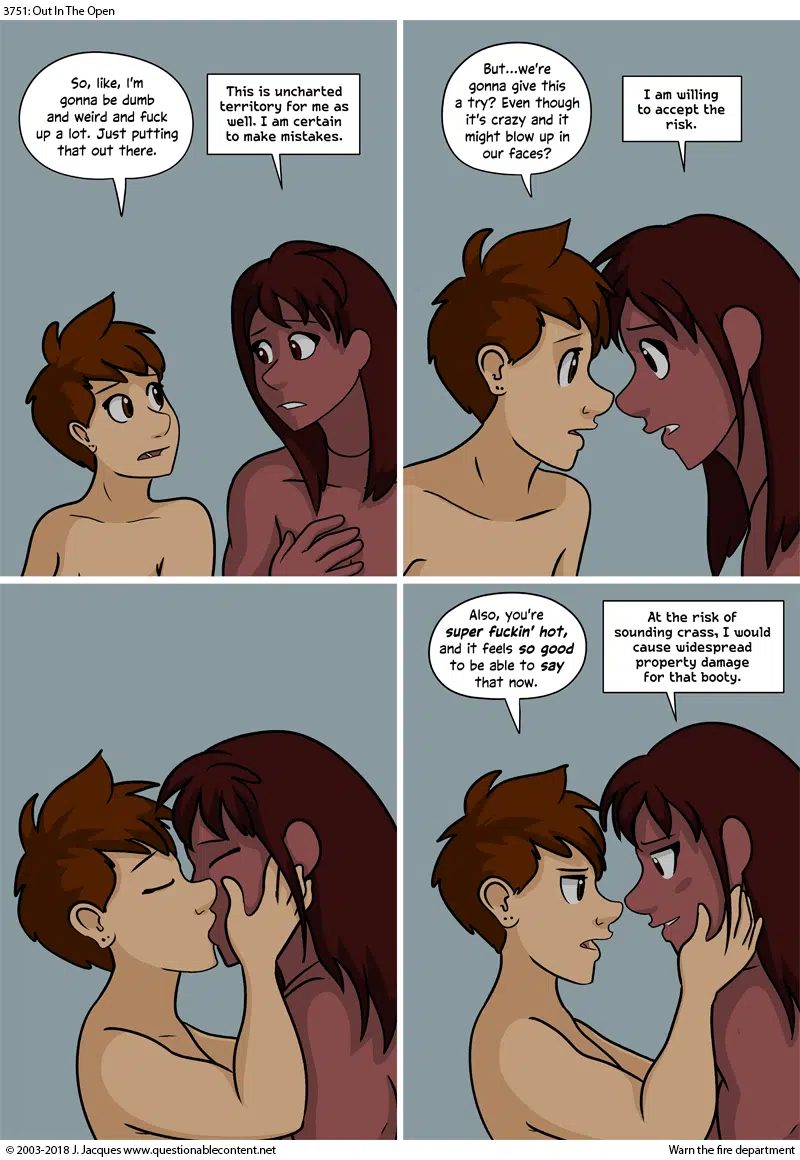 3751: Out In The Open
So, like, I'm
gonna be dumb
and weird and fuck
up a lot. Just putting
that out there.
This is uncharted
territory for me as
well. I am certain
to make mistakes.
But...we're
gonna give this
a try? Even though
it's crazy and it
might blow up in
our faces?
I am willing
to accept the
risk.
Also, you're
super fuckin' hot,
and it feels so good
to be able to say
that now.
At the risk of
sounding crass, I would
cause widespread
property damage
for that booty.
© 2003-2018 J. Jacques www.questionablecontent.net
Warn the fire department